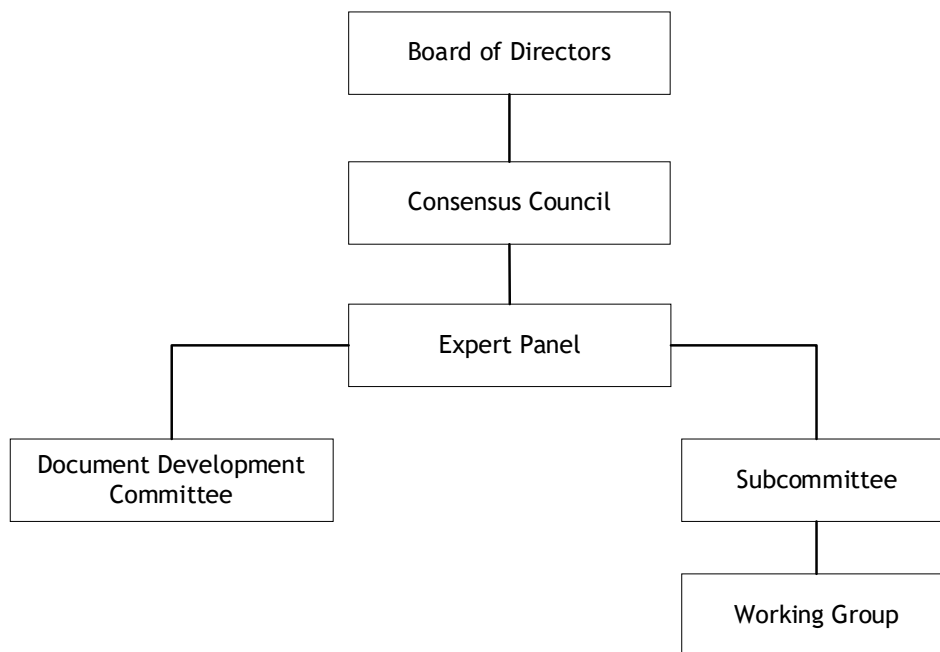 Board of Directors
Consensus Council
Expert Panel
Document Development
Committee
Subcommittee
Working Group